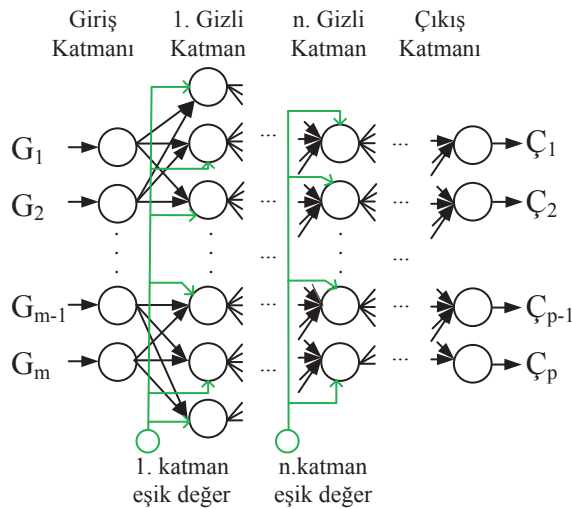 Giriş Katmanı
1. Gizli Katman
n. Gizli Katman
Çıkış Katmanı
G1
G2
Gm-1
Gm
...
...
...
...
...
...
...
...
...
...
Ç1
Ç2
Çp-1
Çp
1. katman
eşik değer
n.katman
eşik değer